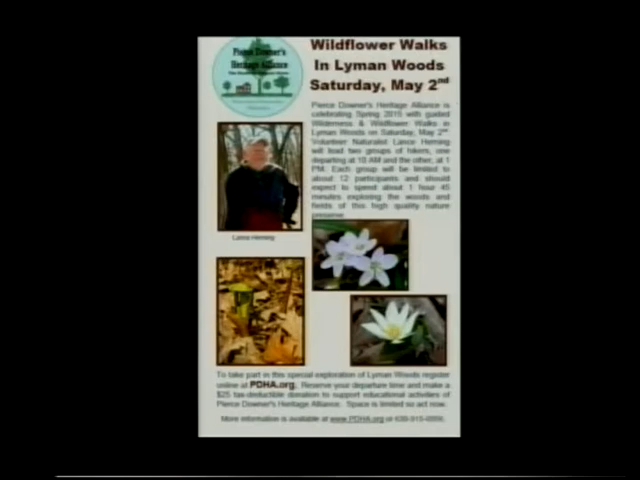 Pierce Downer's
Heritage Alliance
Wildflower Walks
In Lyman Woods
Saturday, May 2nd
Pierce Downer's Heritage Alliance is
celebrating Spring 2015 with guided
Wilderness & Wildflower Walks in
Lyman Woods on Saturday, May 2nd.
Volunteer Naturalist Lance Herning
will lead two groups of hikers, one
departing at 10 AM and the other, at 1
PM. Each group will be limited to
about 12 participants and should
expect to spend about 1 hour 45
minutes exploring the woods and
fields of this high quality nature
preserve.
Lance Herning
To take part in this special exploration of Lyman Woods register
online at PDHA.org. Reserve your departure time and make a
$25 tax-deductible donation to support educational activities of
Pierce Downer's Heritage Alliance. Space is limited so act now.
More information is available at www.PDHA.org or